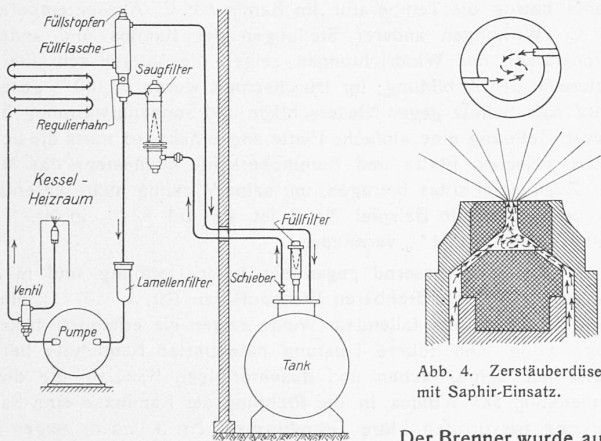 Füllstopfen
Füllflasche
Saugfilter
Regulierhahn
Kessel-
Heizraum
Füllfilter
Schieber
Lamellenfilter
Ventil
Pumpe
Tank
Abb. 4. Zerstäuberdüse
mit Saphir-Einsatz.
Der Brenner wurde an